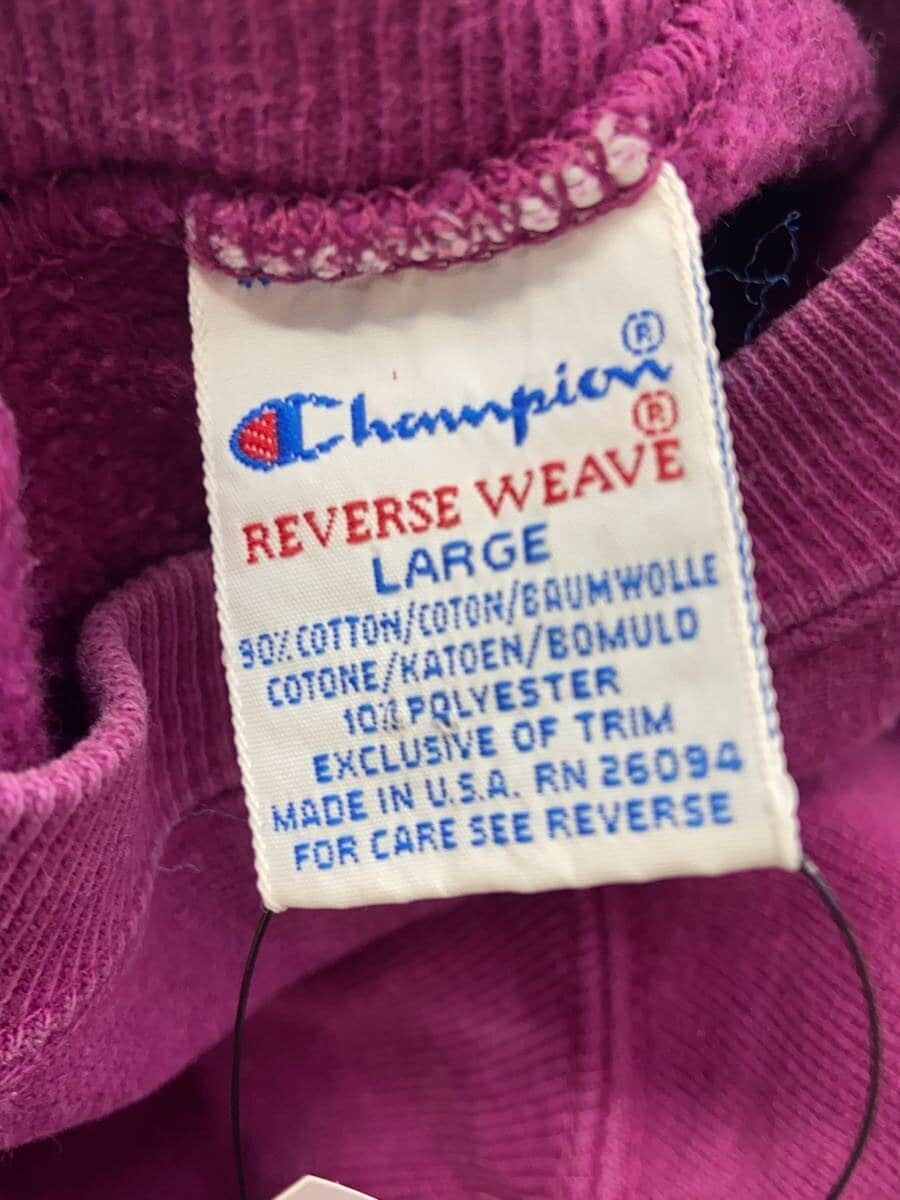 Champion®
REVERSE WEAVE®
LARGE
90% COTTON/COTON/BAUMWOLLE
COTONE/KATOEN/BOMULD
10% POLYESTER
EXCLUSIVE OF TRIM
MADE IN U.S.A. RN 26094
FOR CARE SEE REVERSE